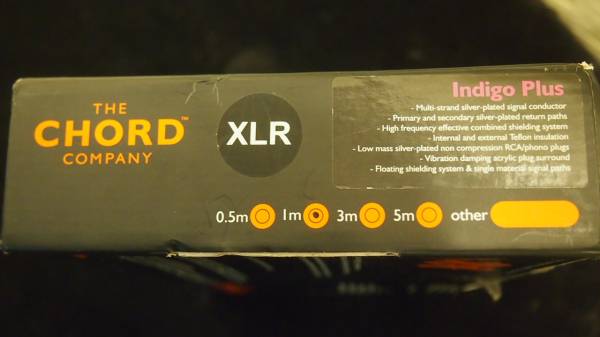 THE
CHORD™
COMPANY
XLR
Indigo Plus
- Multi-strand silver-plated signal conductor
- Primary and secondary silver-plated return paths
- High frequency effective combined shielding system
- Internal and external Teflon insulation
- Low mass silver-plated non compression RCA/phono plugs
- Vibration damping acrylic plug surround
- Floating shielding system & single material signal paths
0.5m 1m 3m 5m other